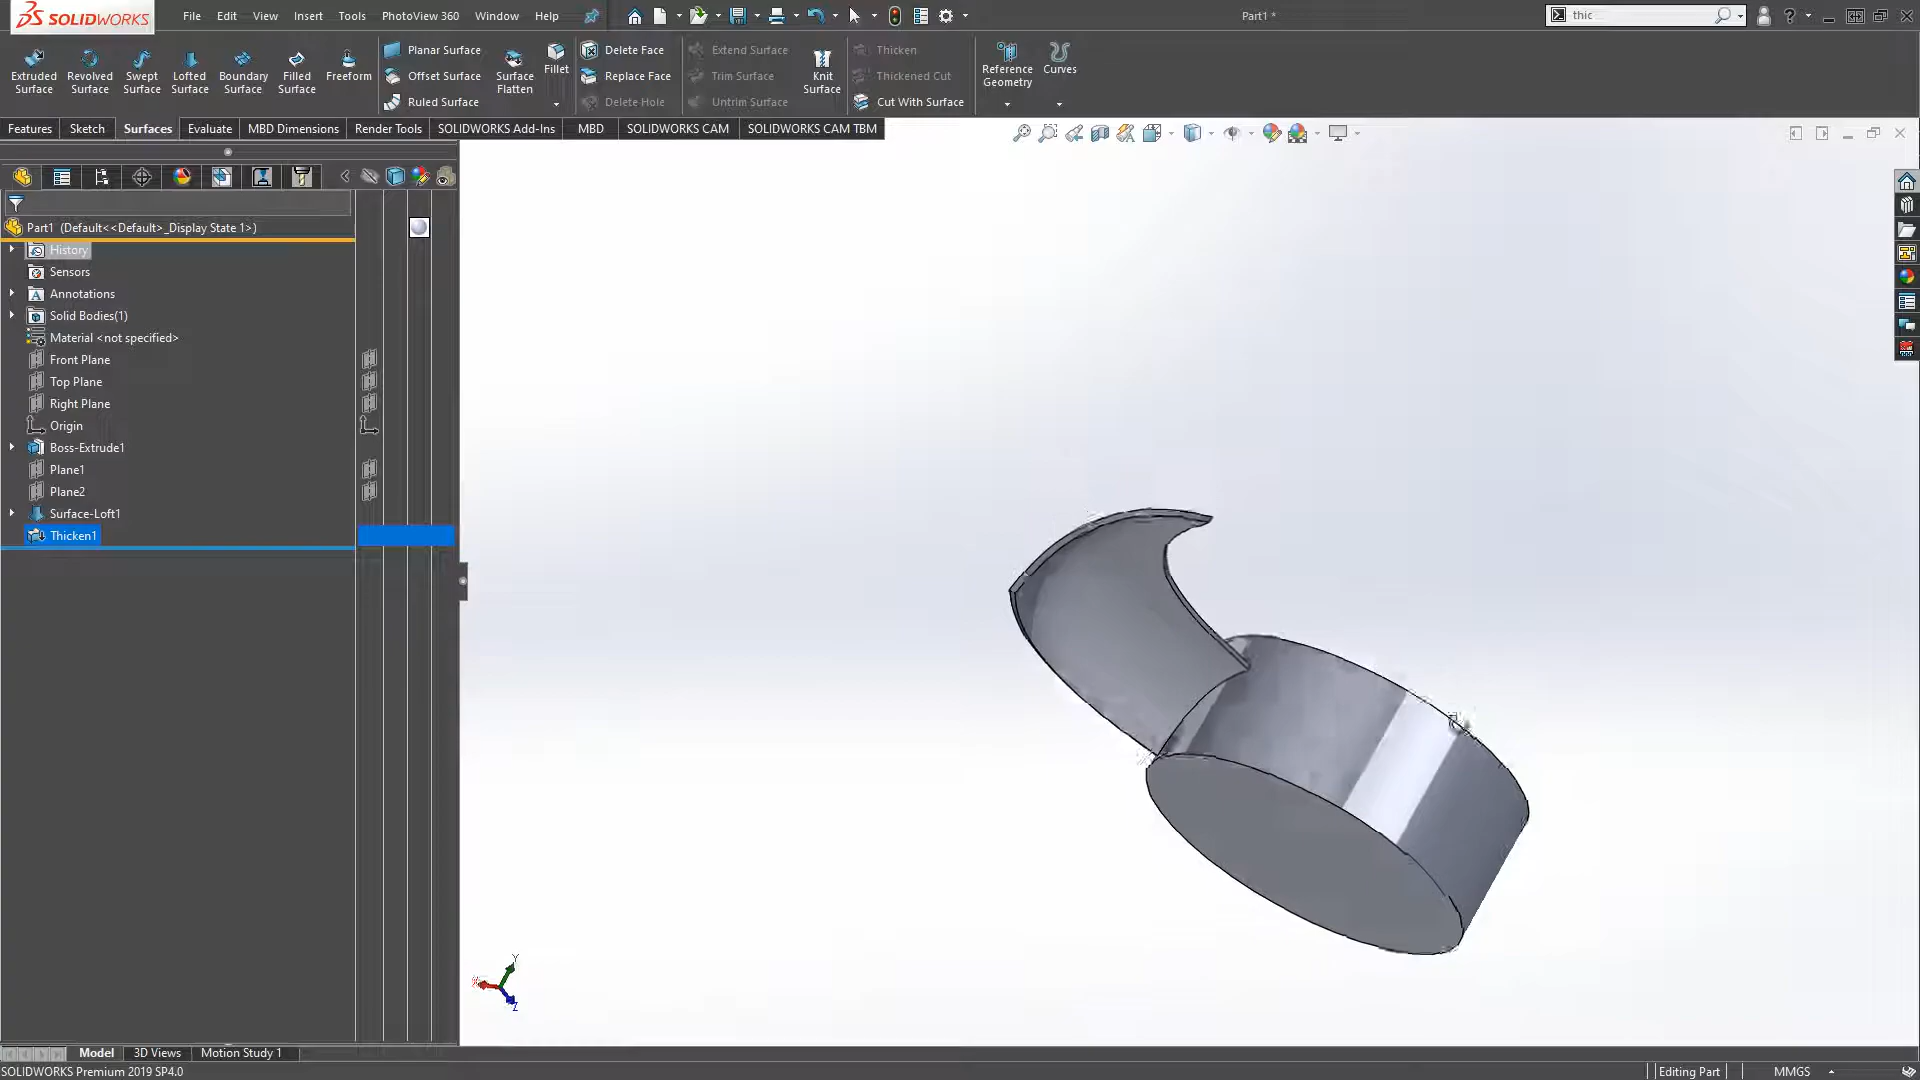 SOLIDWORKS File Edit View Insert Tools PhotoView 360 Window Help Part1 * thic ?
Extruded Surface
Revolved Surface
Swept Surface
Lofted Surface
Boundary Surface
Filled Surface
Freeform
Planar Surface
Offset Surface
Ruled Surface
Surface Flatten
Fillet
Delete Face
Replace Face
Delete Hole
Extend Surface
Trim Surface
Untrim Surface
Knit Surface
Thicken
Thickened Cut
Cut With Surface
Reference Geometry
Curves
Features Sketch Surfaces Evaluate MBD Dimensions Render Tools SOLIDWORKS Add-Ins MBD SOLIDWORKS CAM SOLIDWORKS CAM TBM
Part1 (Default<<Default>_Display State 1>)
History
Sensors
Annotations
Solid Bodies(1)
Material <not specified>
Front Plane
Top Plane
Right Plane
Origin
Boss-Extrude1
Plane1
Plane2
Surface-Loft1
Thicken1
Y
Z
Model 3D Views Motion Study 1
SOLIDWORKS Premium 2019 SP4.0 Editing Part MMGS